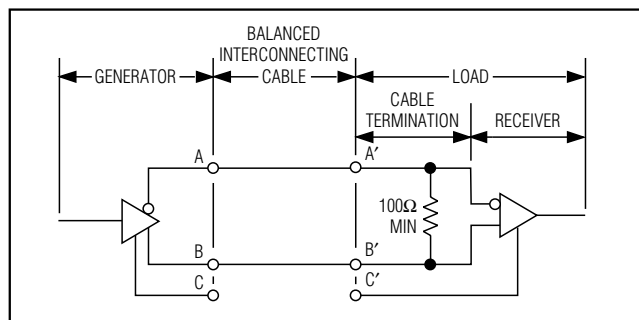 BALANCED
INTERCONNECTING
GENERATOR CABLE LOAD
CABLE
TERMINATION RECEIVER
A A′
100Ω
MIN
B B′
C C′